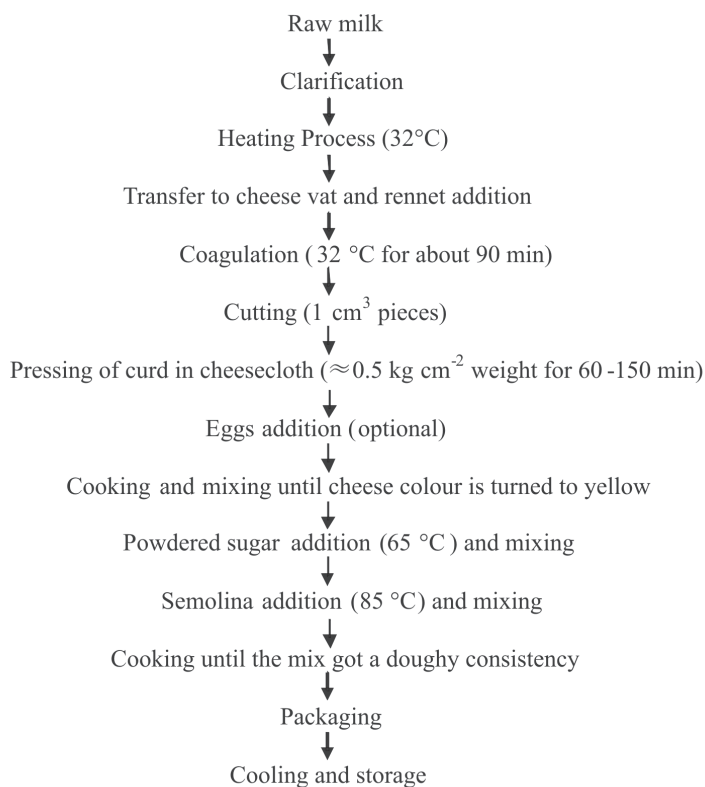 Raw milk
Clarification
Heating Process (32°C)
Transfer to cheese vat and rennet addition
Coagulation (32 °C for about 90 min)
Cutting (1 cm³ pieces)
Pressing of curd in cheesecloth (≈0.5 kg cm⁻² weight for 60-150 min)
Eggs addition (optional)
Cooking and mixing until cheese colour is turned to yellow
Powdered sugar addition (65 °C) and mixing
Semolina addition (85 °C) and mixing
Cooking until the mix got a doughy consistency
Packaging
Cooling and storage